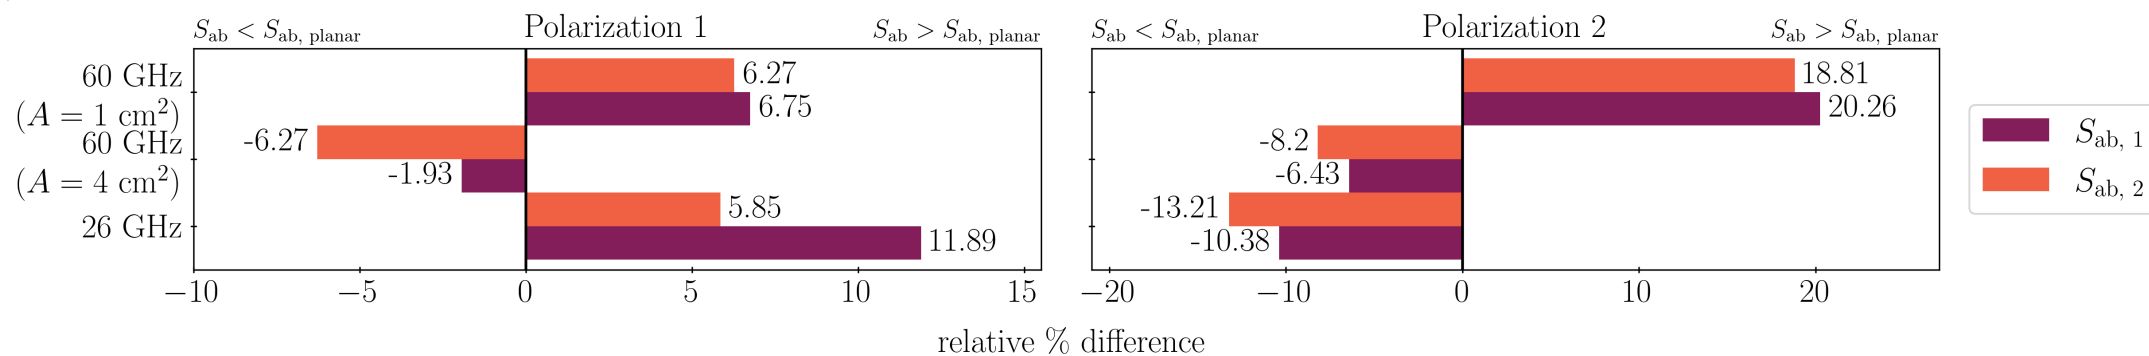 S_ab < S_ab, planar Polarization 1 S_ab > S_ab, planar
60 GHz
(A = 1 cm²)
60 GHz
(A = 4 cm²)
26 GHz
6.27
6.75
-6.27
-1.93
5.85
11.89
−10 −5 0 5 10 15
S_ab < S_ab, planar Polarization 2 S_ab > S_ab, planar
18.81
20.26
-8.2
-6.43
-13.21
-10.38
−20 −10 0 10 20
relative % difference
S_ab, 1
S_ab, 2